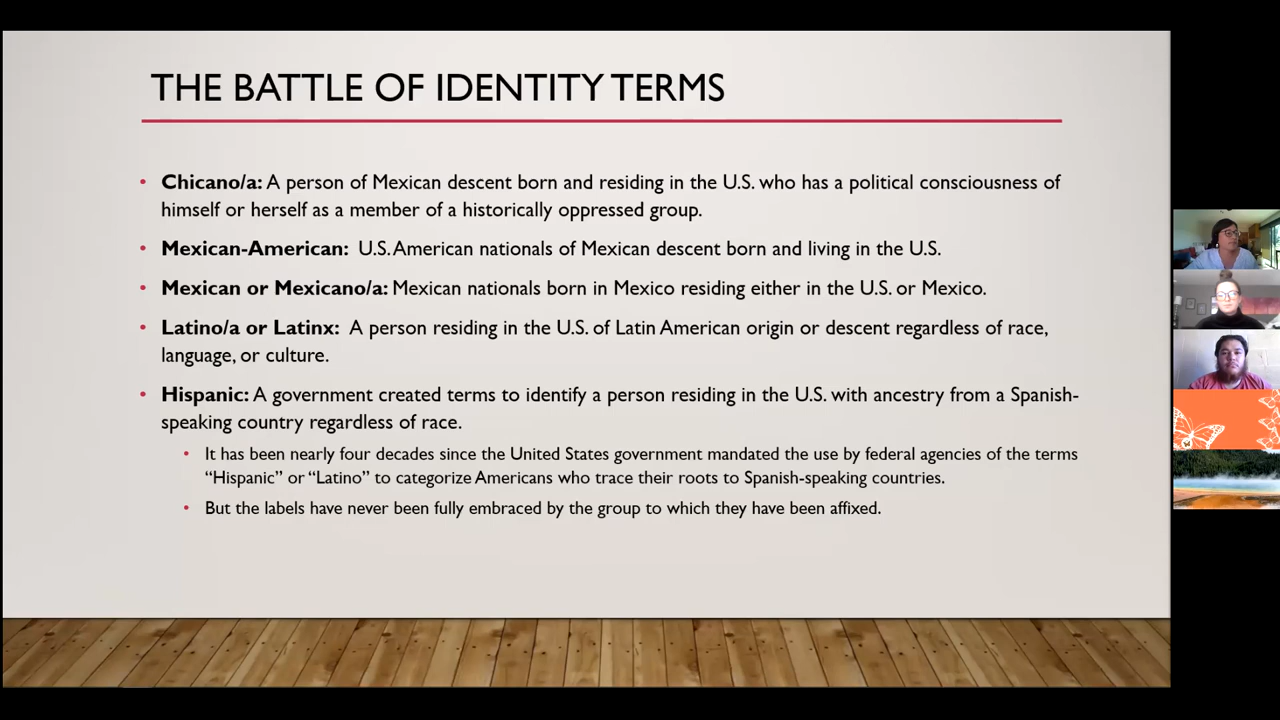 THE BATTLE OF IDENTITY TERMS
• Chicano/a: A person of Mexican descent born and residing in the U.S. who has a political consciousness of
himself or herself as a member of a historically oppressed group.
• Mexican-American: U.S. American nationals of Mexican descent born and living in the U.S.
• Mexican or Mexicano/a: Mexican nationals born in Mexico residing either in the U.S. or Mexico.
• Latino/a or Latinx: A person residing in the U.S. of Latin American origin or descent regardless of race,
language, or culture.
• Hispanic: A government created terms to identify a person residing in the U.S. with ancestry from a Spanish-
speaking country regardless of race.
• It has been nearly four decades since the United States government mandated the use by federal agencies of the terms
“Hispanic” or “Latino” to categorize Americans who trace their roots to Spanish-speaking countries.
• But the labels have never been fully embraced by the group to which they have been affixed.